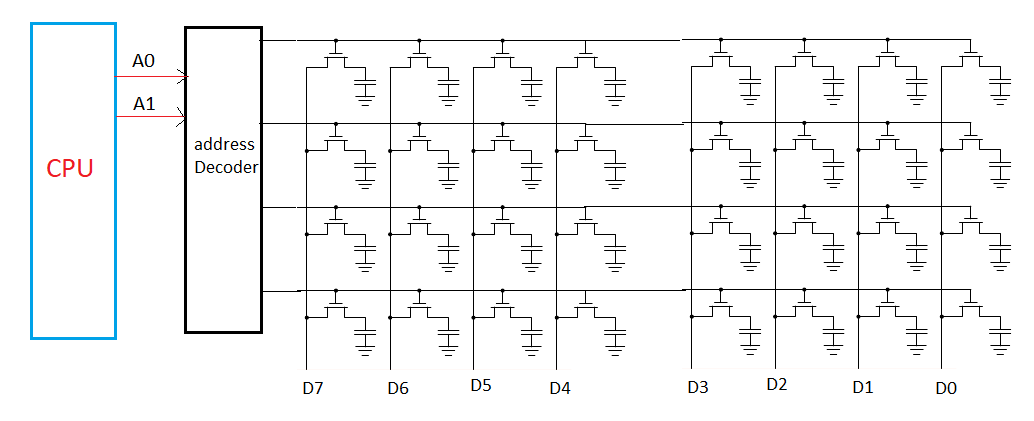 A0
A1
CPU
address
Decoder
D7
D6
D5
D4
D3
D2
D1
D0